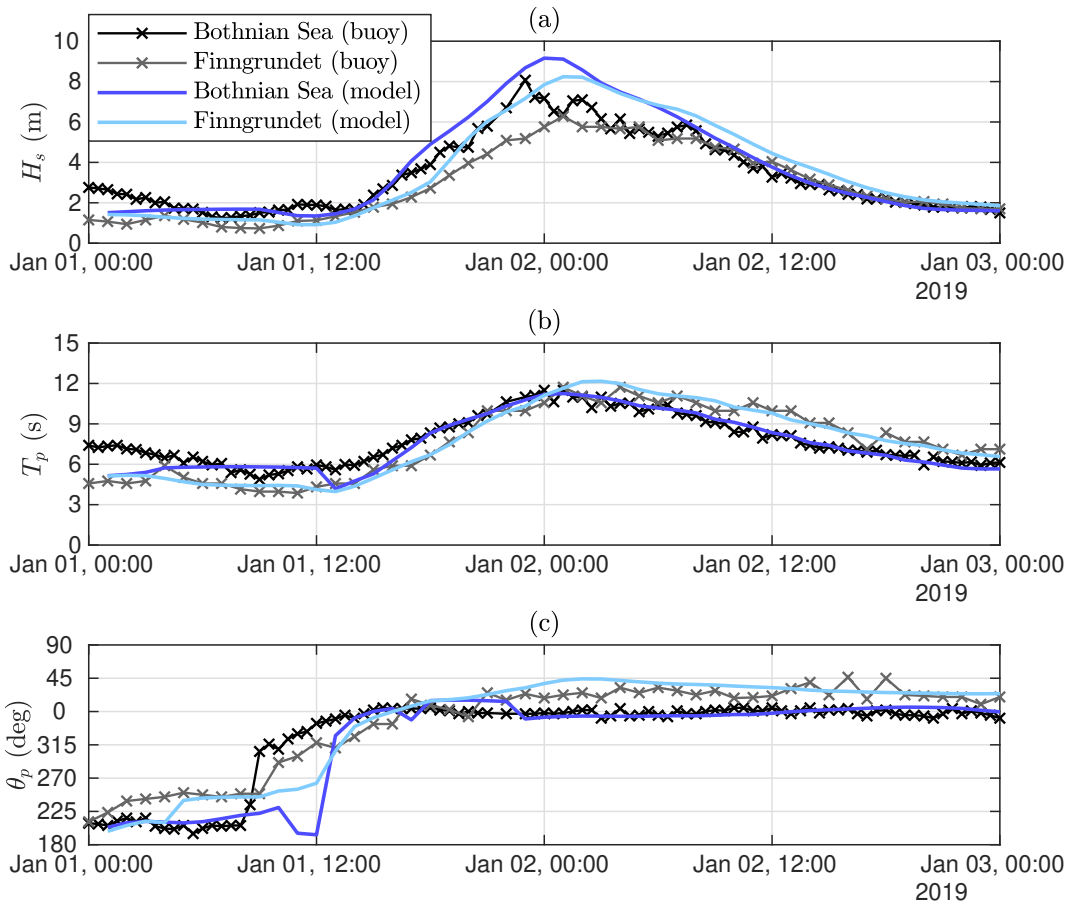 (a)
Bothnian Sea (buoy)
Finngrundet (buoy)
Bothnian Sea (model)
Finngrundet (model)
10
8
6
4
2
0
H_s (m)
Jan 01, 00:00 Jan 01, 12:00 Jan 02, 00:00 Jan 02, 12:00 Jan 03, 00:00
2019
(b)
15
12
9
6
3
0
T_p (s)
Jan 01, 00:00 Jan 01, 12:00 Jan 02, 00:00 Jan 02, 12:00 Jan 03, 00:00
2019
(c)
90
45
0
315
270
225
180
θ_p (deg)
Jan 01, 00:00 Jan 01, 12:00 Jan 02, 00:00 Jan 02, 12:00 Jan 03, 00:00
2019